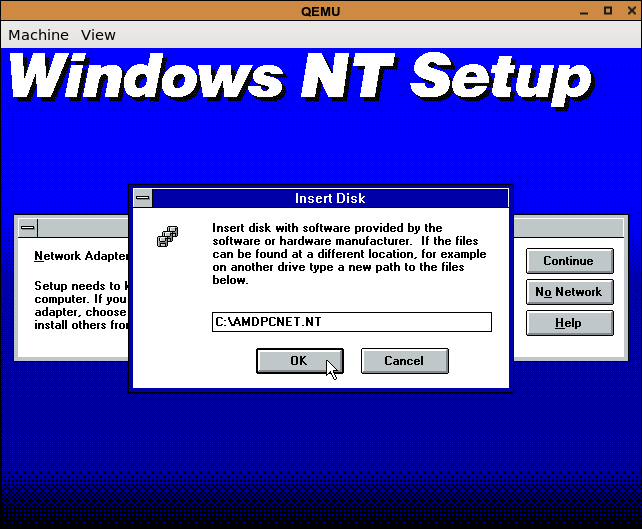 QEMU
Machine View
Windows NT Setup
Insert Disk
Insert disk with software provided by the
software or hardware manufacturer. If the files
can be found at a different location, for example
on another drive type a new path to the files
below.
C:\AMDPCNET.NT
OK
Cancel
Network Adapter
Setup needs to
computer. If you
adapter, choose
install others
Continue
No Network
Help